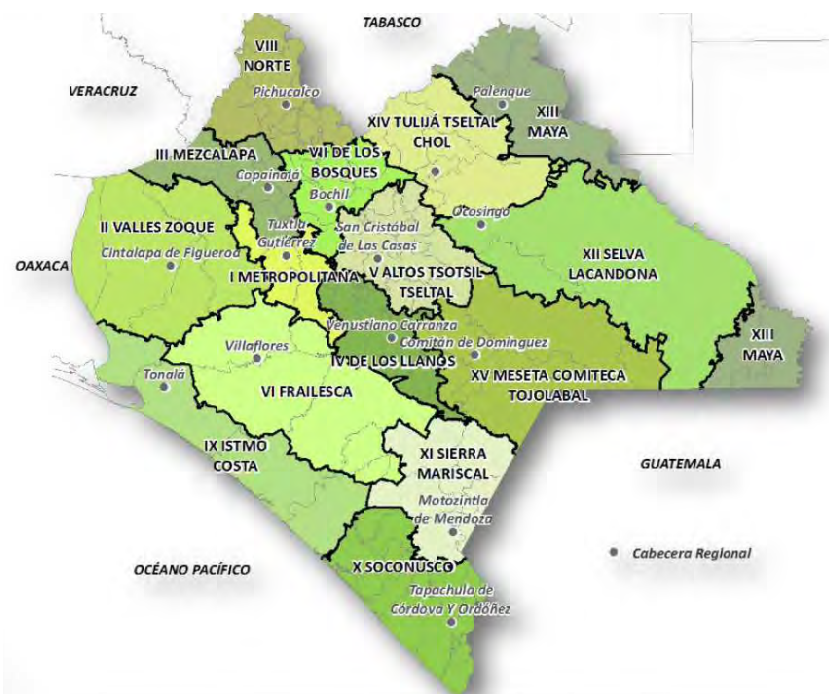 TABASCO
VERACRUZ
VIII
NORTE
Pichucalco
Palenque
XIII
MAYA
XIV TULIJÁ TSELTAL
CHOL
III MEZCALAPA
Copainalá
VII DE LOS
BOSQUES
Bochil
Ocosingo
II VALLES ZOQUE
Cintalapa de Figueroa
Tuxtla
Gutiérrez
San Cristóbal
de Las Casas
I METROPOLITANA
V ALTOS TSOTSIL
TSELTAL
XII SELVA
LACANDONA
OAXACA
Venustiano Carranza
Comitán de Domínguez
IV DE LOS LLANOS
XIII
MAYA
Villaflores
Tonalá
VI FRAILESCA
XV MESETA COMITECA
TOJOLABAL
IX ISTMO
COSTA
XI SIERRA
MARISCAL
GUATEMALA
Motozintla
de Mendoza
Cabecera Regional
OCÉANO PACÍFICO
X SOCONUSCO
Tapachula de
Córdova Y Ordóñez